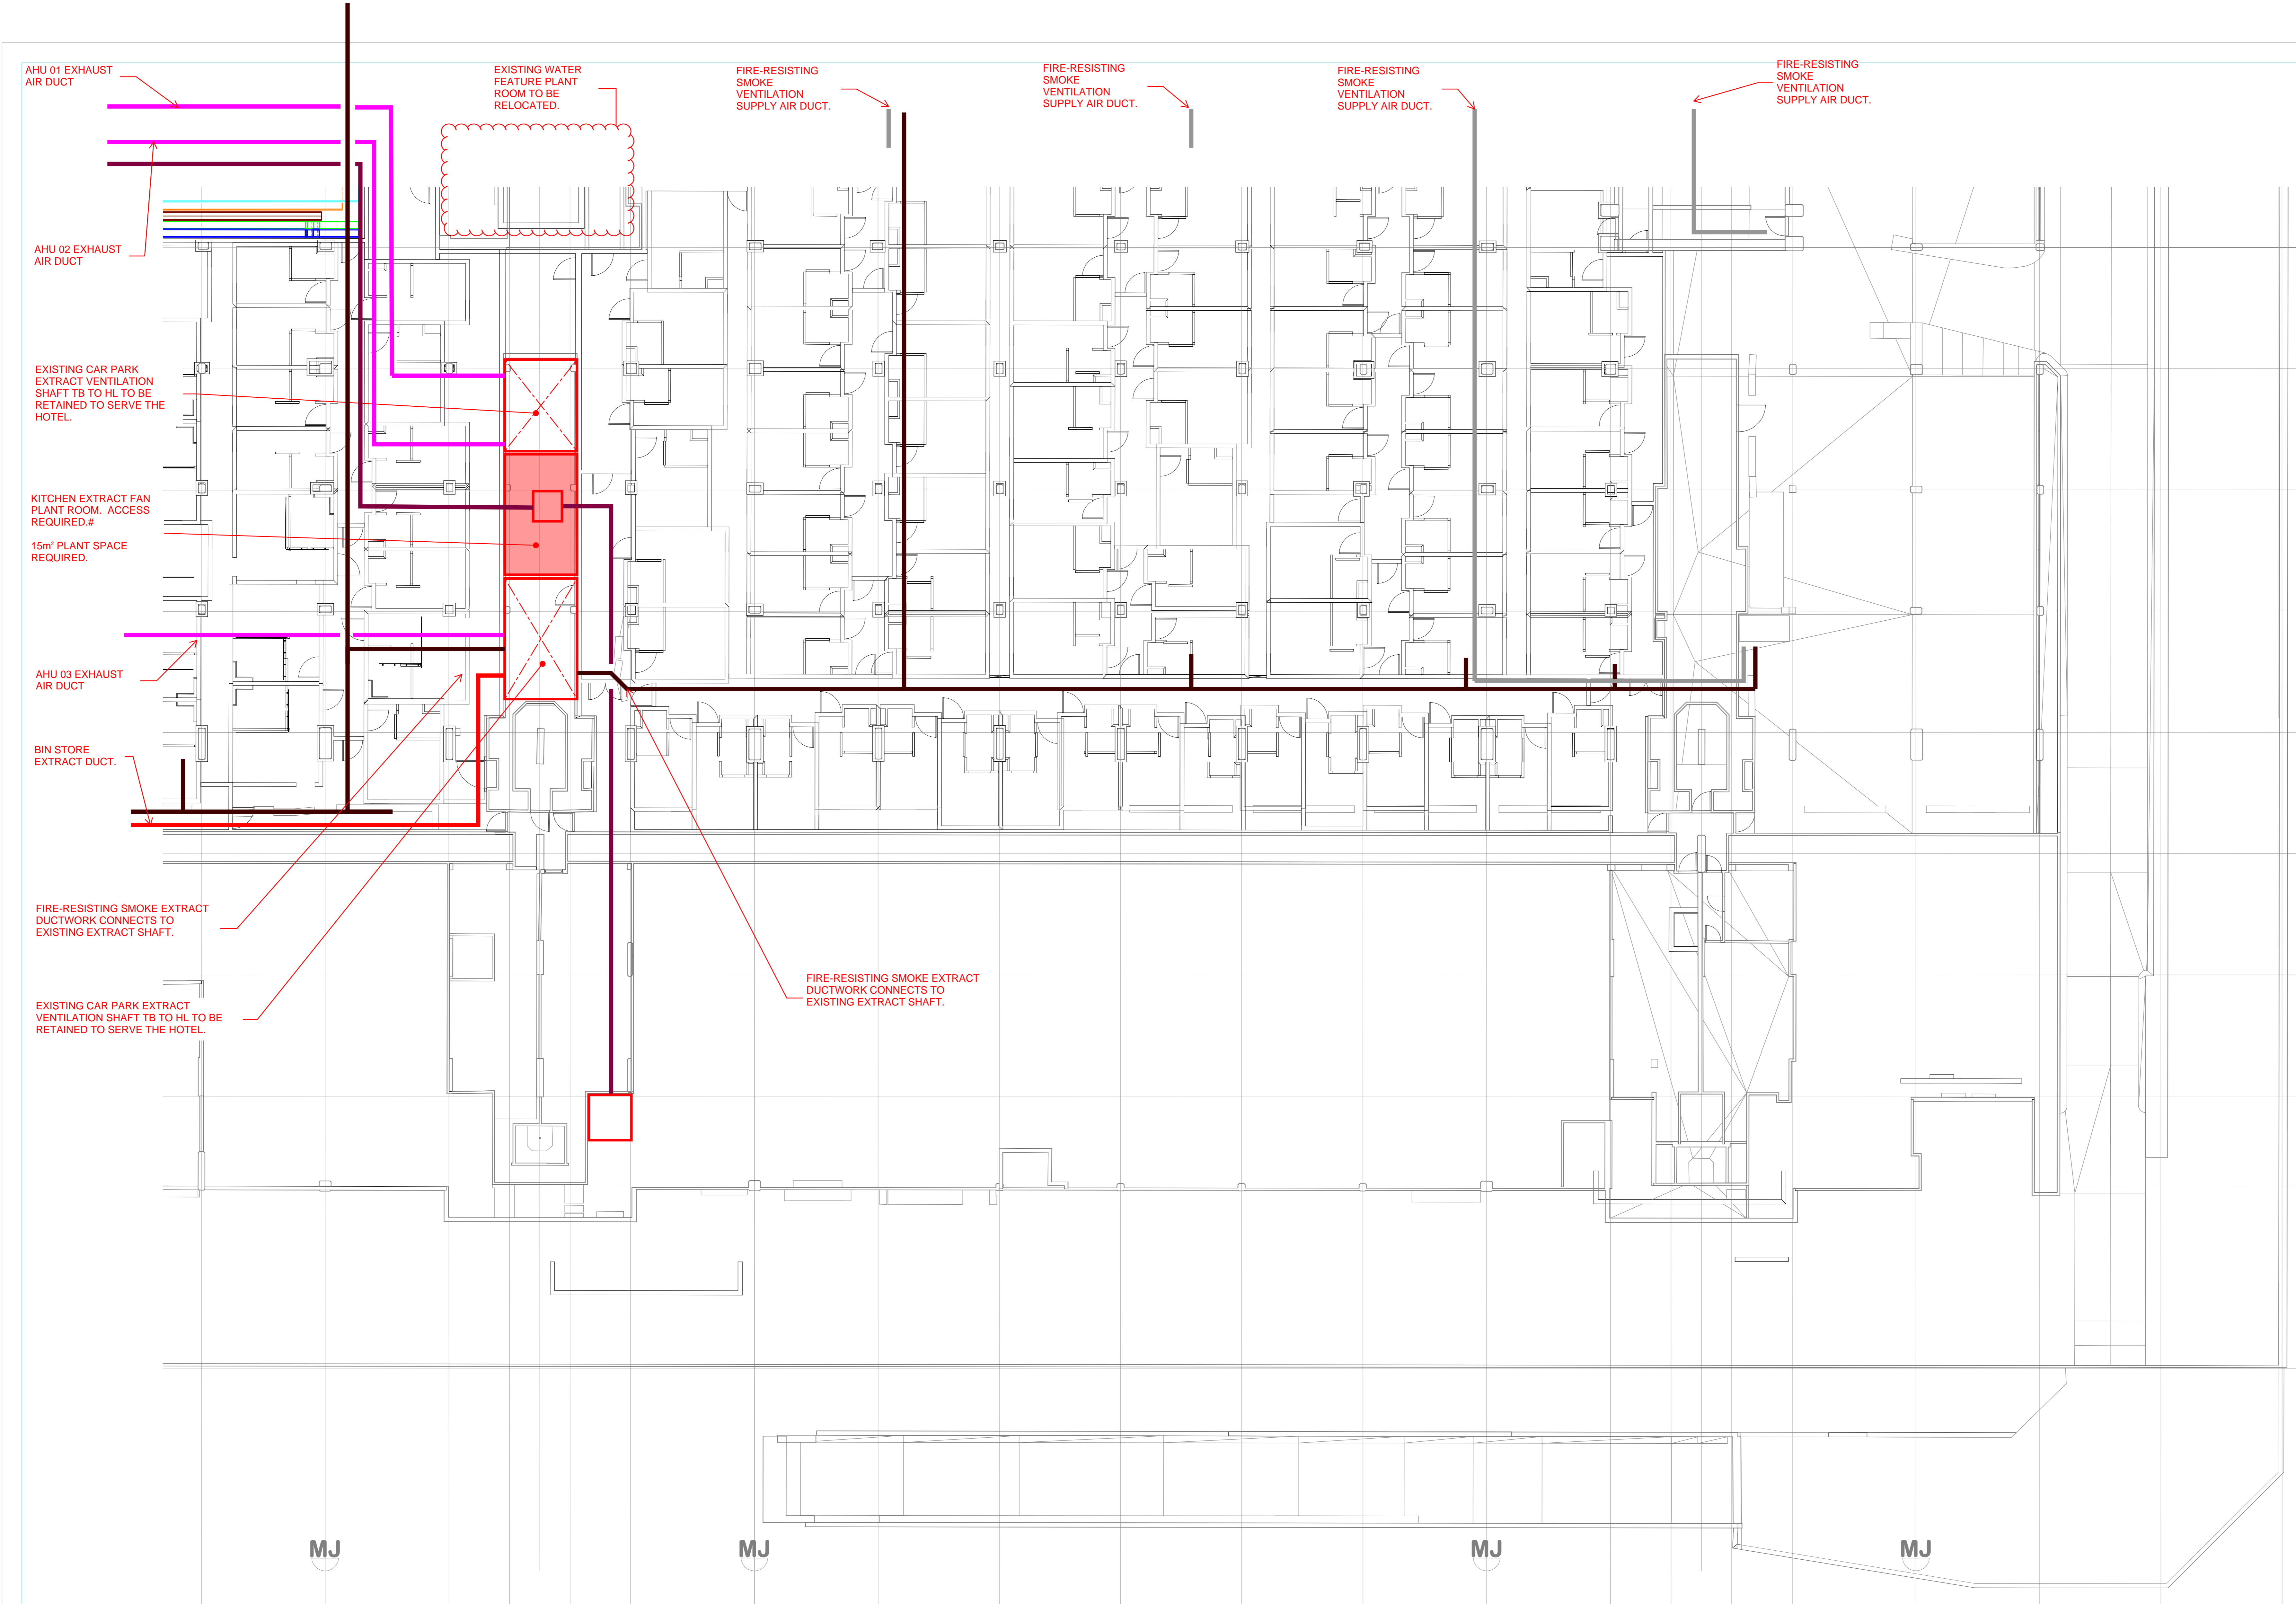 AHU 01 EXHAUST
AIR DUCT
EXISTING WATER
FEATURE PLANT
ROOM TO BE
RELOCATED.
FIRE-RESISTING
SMOKE
VENTILATION
SUPPLY AIR DUCT.
FIRE-RESISTING
SMOKE
VENTILATION
SUPPLY AIR DUCT.
FIRE-RESISTING
SMOKE
VENTILATION
SUPPLY AIR DUCT.
FIRE-RESISTING
SMOKE
VENTILATION
SUPPLY AIR DUCT.
AHU 02 EXHAUST
AIR DUCT
EXISTING CAR PARK
EXTRACT VENTILATION
SHAFT TB TO HL TO BE
RETAINED TO SERVE THE
HOTEL.
KITCHEN EXTRACT FAN
PLANT ROOM. ACCESS
REQUIRED.#
15m² PLANT SPACE
REQUIRED.
AHU 03 EXHAUST
AIR DUCT
BIN STORE
EXTRACT DUCT.
FIRE-RESISTING SMOKE EXTRACT
DUCTWORK CONNECTS TO
EXISTING EXTRACT SHAFT.
FIRE-RESISTING SMOKE EXTRACT
DUCTWORK CONNECTS TO
EXISTING EXTRACT SHAFT.
EXISTING CAR PARK EXTRACT
VENTILATION SHAFT TB TO HL TO BE
RETAINED TO SERVE THE HOTEL.
MJ
MJ
MJ
MJ